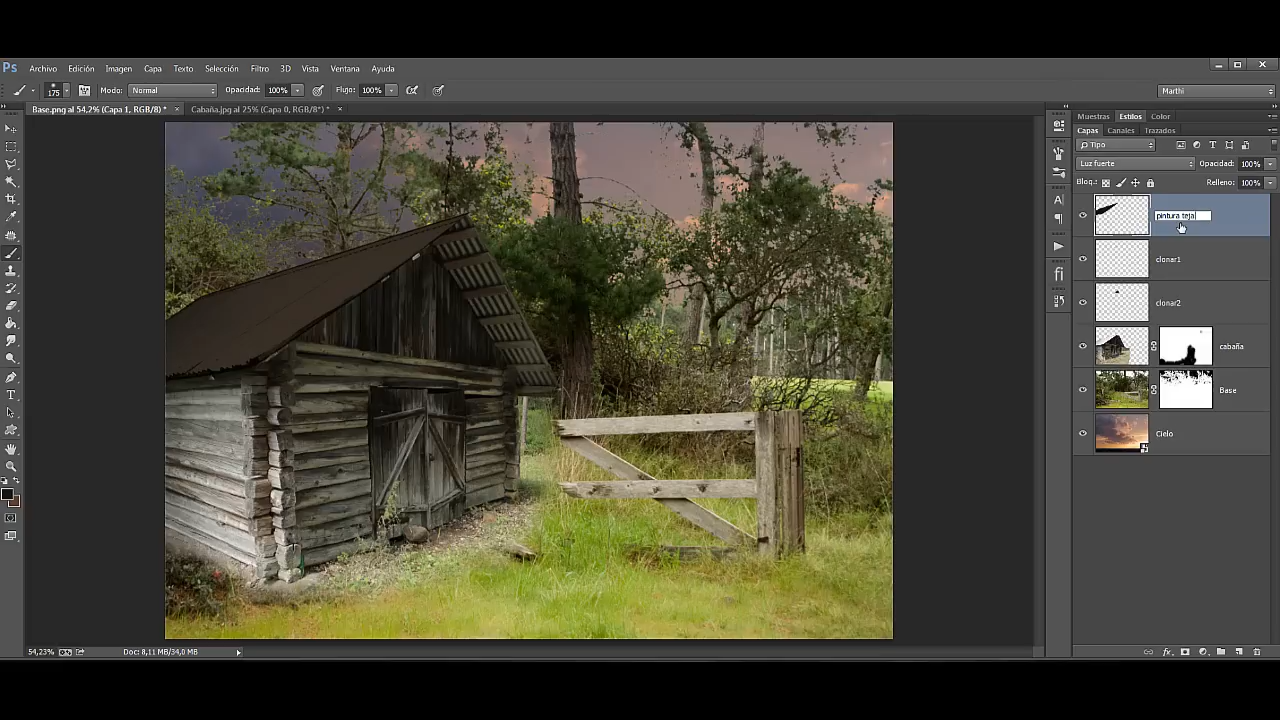 Ps Archivo Edición Imagen Capa Texto Selección Filtro 3D Vista Ventana Ayuda
175 Modo: Normal Opacidad: 100% Flujo: 100% Marthi
Base.png al 54,2% (Capa 1, RGB/8) * × Cabaña.jpg al 25% (Capa 0, RGB/8*) * ×
Muestras Estilos Color
Capas Canales Trazados
Tipo
Luz fuerte Opacidad: 100%
Bloq.: Relleno: 100%
pintura teja
clonar1
clonar2
cabaña
Base
Cielo
54,23% Doc: 8,11 MB/34,0 MB